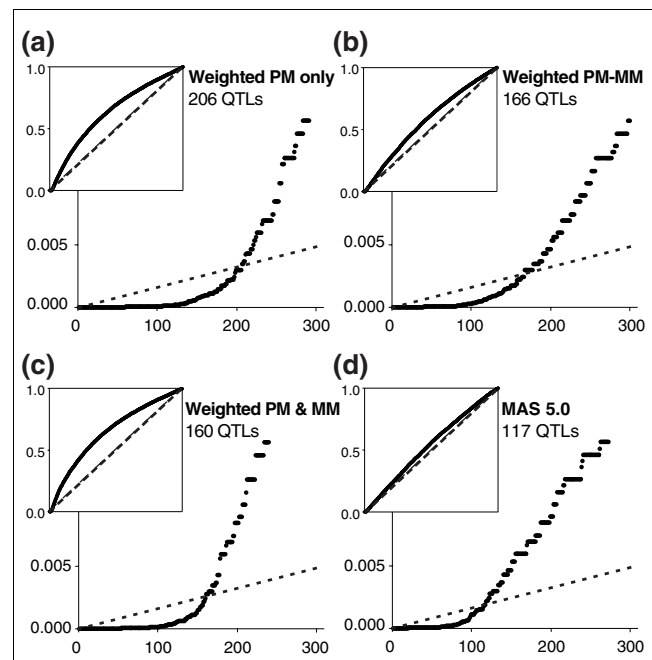 (a)
Weighted PM only
206 QTLs
1.0
0.5
0.0
0.005
0.000
0 100 200 300
(b)
Weighted PM-MM
166 QTLs
1.0
0.5
0.0
0.005
0.000
0 100 200 300
(c)
Weighted PM & MM
160 QTLs
1.0
0.5
0.0
0.005
0.000
0 100 200 300
(d)
MAS 5.0
117 QTLs
1.0
0.5
0.0
0.005
0.000
0 100 200 300